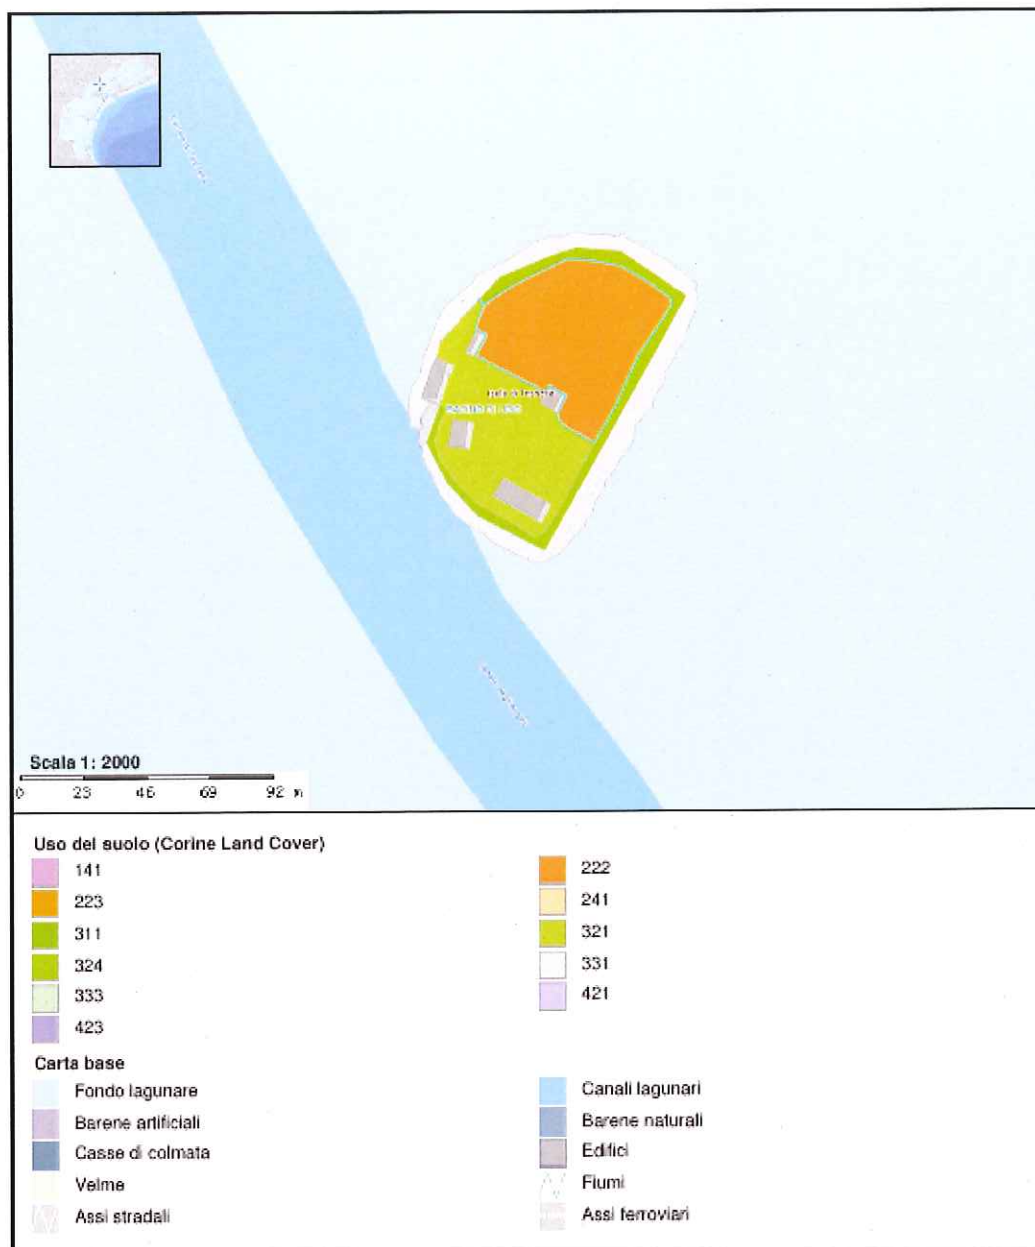 Scala 1: 2000
0 23 46 69 92 m
Uso del suolo (Corine Land Cover)
141
222
223
241
311
321
324
331
333
421
423
Carta base
Fondo lagunare
Canali lagunari
Barene artificiali
Barene naturali
Casse di colmata
Edifici
Velme
Fiumi
Assi stradali
Assi ferroviari